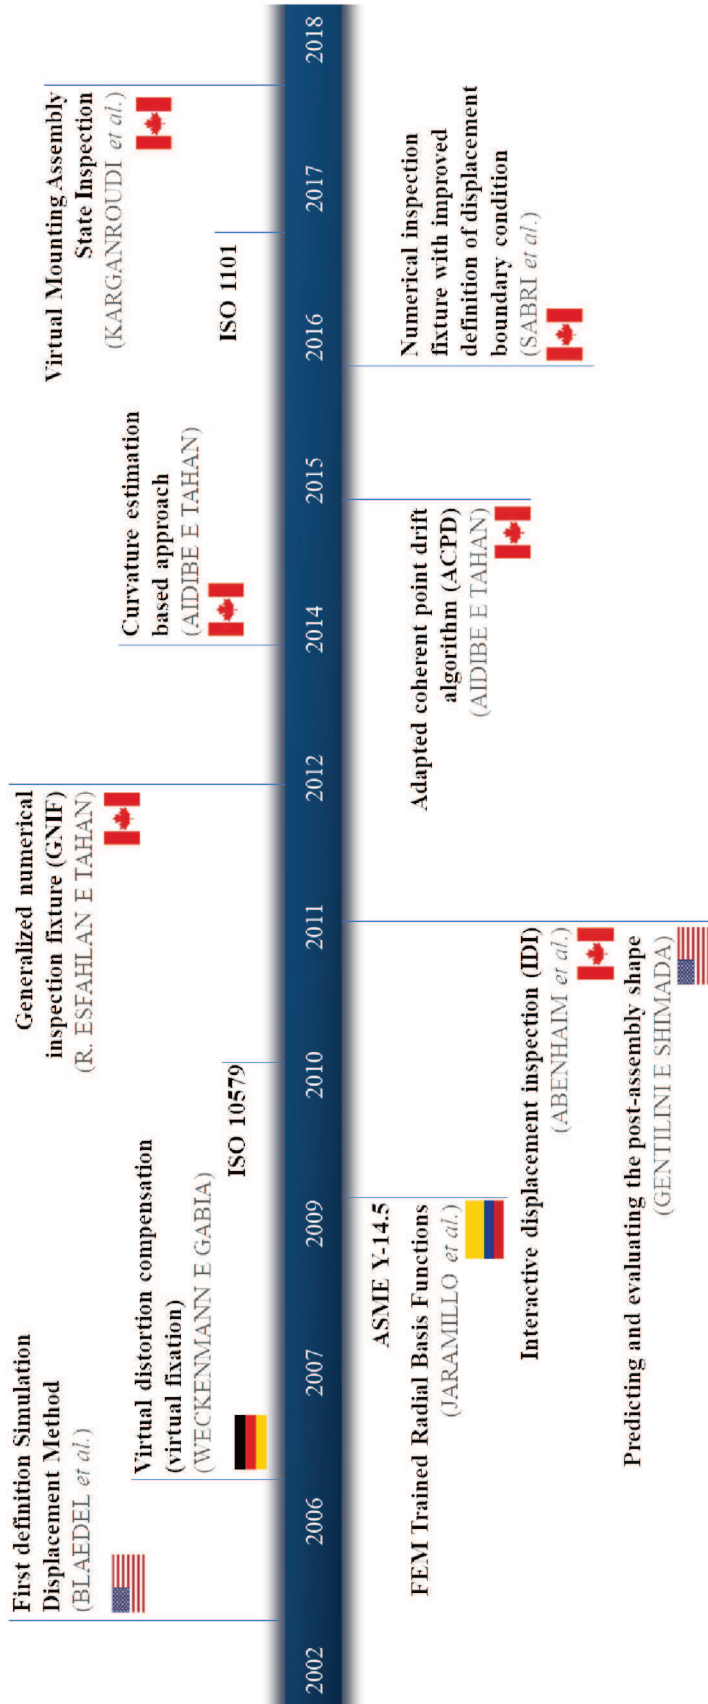 First definition Simulation
Displacement Method
(BLAEDEL et al.)
Virtual distortion compensation
(virtual fixation)
(WECKENMANN E GABIA)
ISO 10579
Generalized numerical
inspection fixture (GNIF)
(R. ESFAHLAN E TAHAN)
Curvature estimation
based approach
(AIDIBE E TAHAN)
ISO 1101
Virtual Mounting Assembly
State Inspection
(KARGANROUDI et al.)
2002
2006
2007
2009
2010
2011
2012
2014
2015
2016
2017
2018
ASME Y-14.5
FEM Trained Radial Basis Functions
(JARAMILLO et al.)
Interactive displacement inspection (IDI)
(ABENHAIM et al.)
Predicting and evaluating the post-assembly shape
(GENTILINI E SHIMADA)
Adapted coherent point drift
algorithm (ACPD)
(AIDIBE E TAHAN)
Numerical inspection
fixture with improved
definition of displacement
boundary condition
(SABRI et al.)